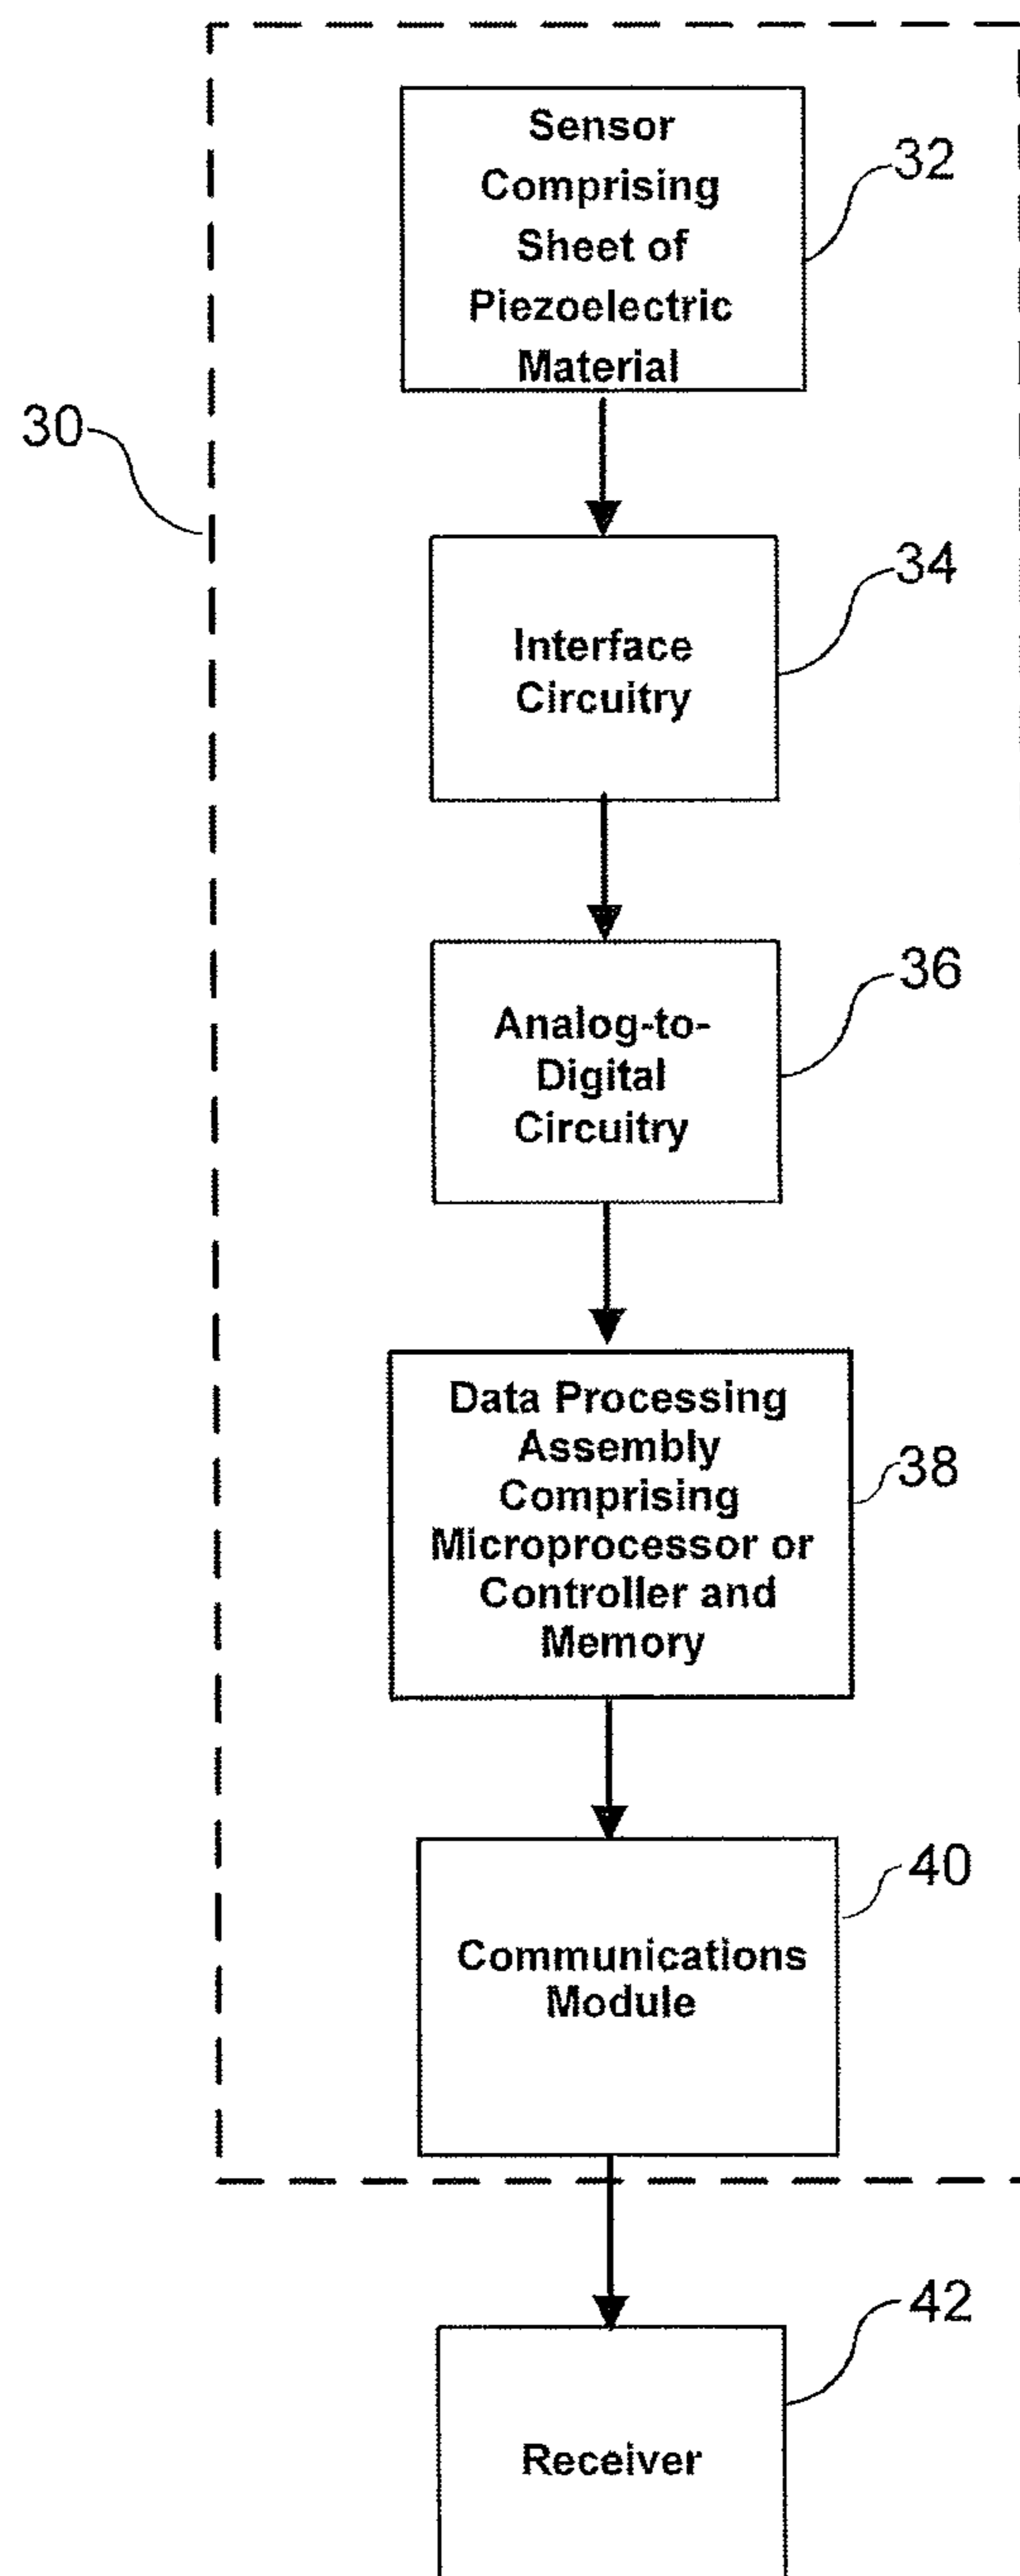 Sensor
Comprising
Sheet of
Piezoelectric
Material
32
30
34
Interface
Circuitry
36
Analog-to-
Digital
Circuitry
Data Processing
Assembly
Comprising
Microprocessor or
Controller and
Memory
38
40
Communications
Module
42
Receiver